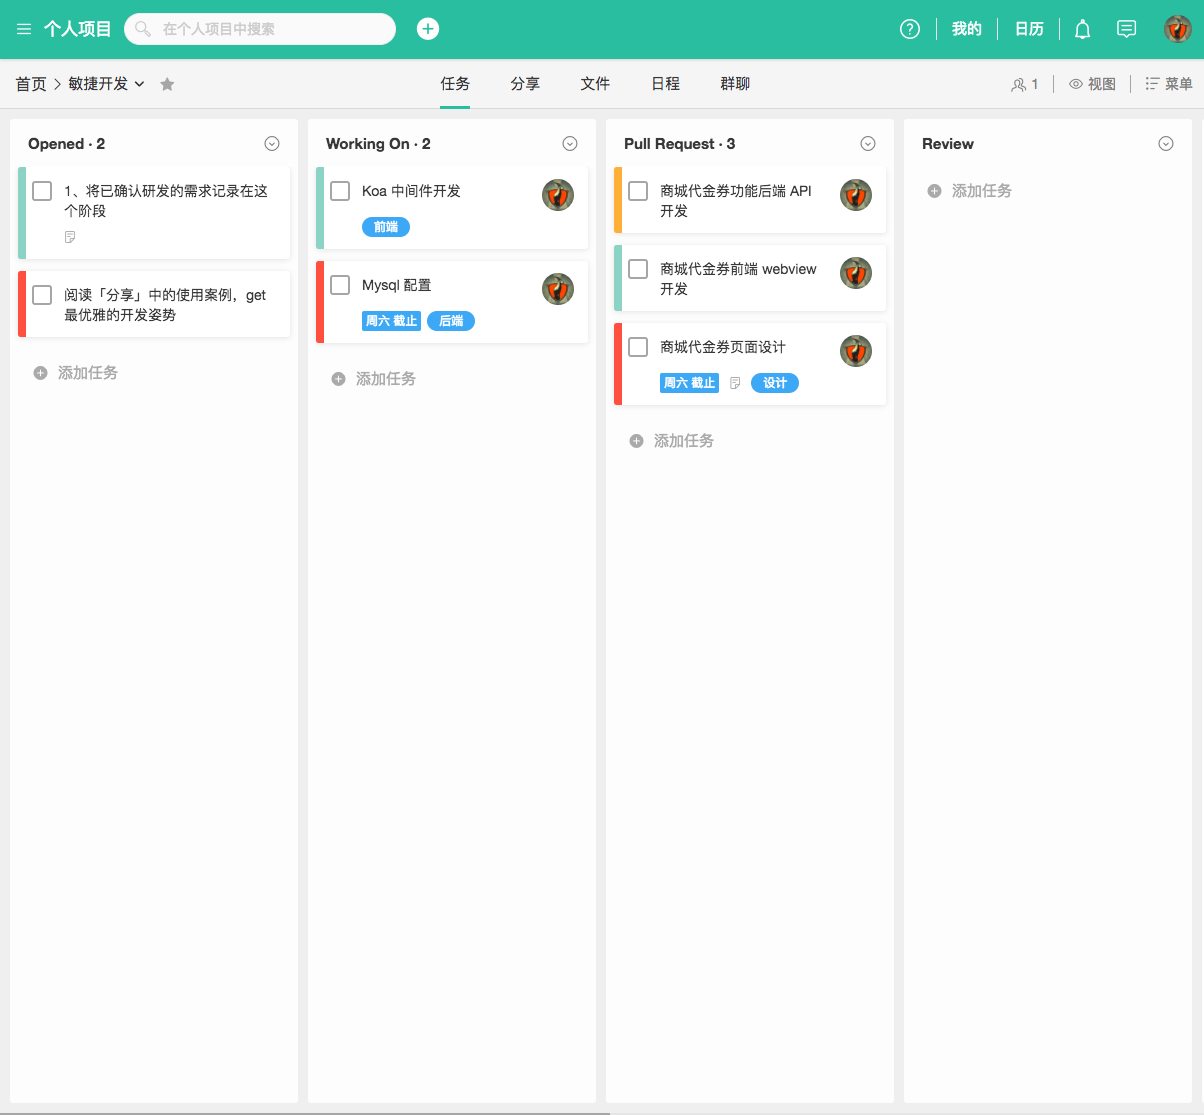 个人项目
在个人项目中搜索
我的
日历
首页
敏捷开发
任务
分享
文件
日程
群聊
1
视图
菜单
Opened · 2
1、将已确认研发的需求记录在这
个阶段
阅读「分享」中的使用案例，get
最优雅的开发姿势
添加任务
Working On · 2
Koa 中间件开发
前端
Mysql 配置
周六 截止
后端
添加任务
Pull Request · 3
商城代金券功能后端 API
开发
商城代金券前端 webview
开发
商城代金券页面设计
周六 截止
设计
添加任务
Review
添加任务